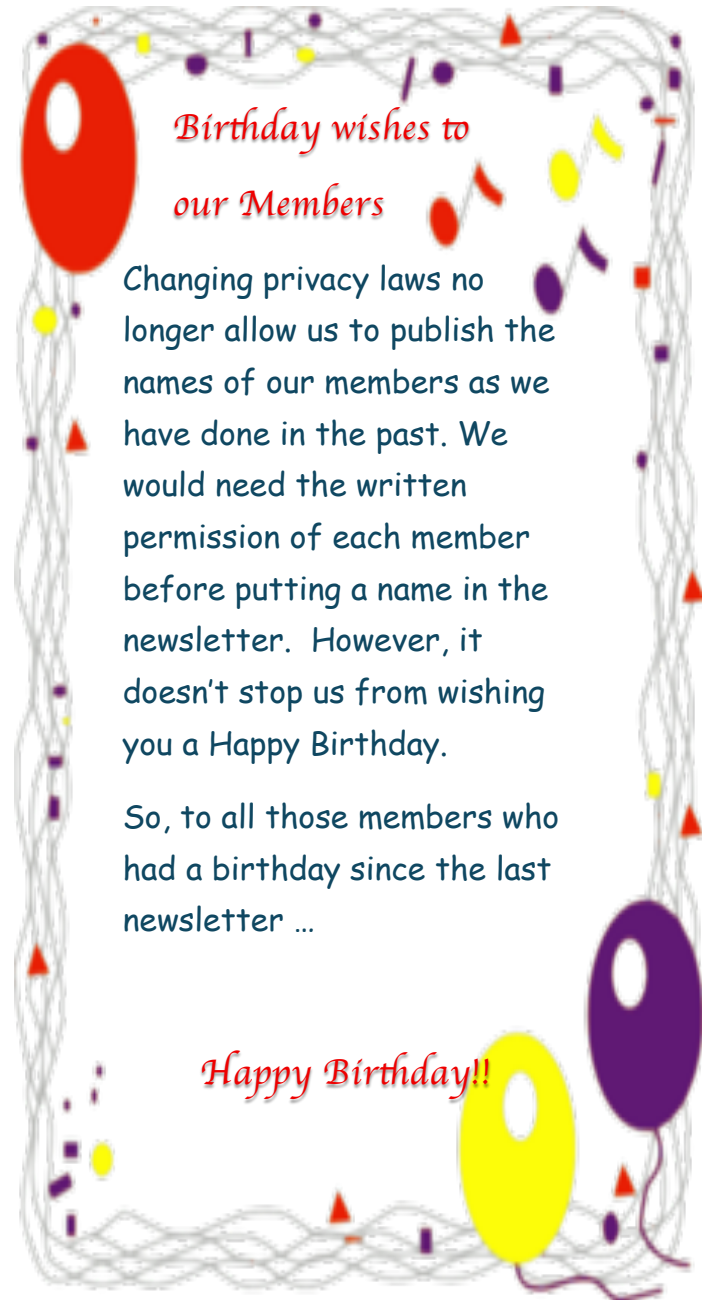 Birthday wishes to
our Members
Changing privacy laws no
longer allow us to publish the
names of our members as we
have done in the past. We
would need the written
permission of each member
before putting a name in the
newsletter.  However, it
doesn’t stop us from wishing
you a Happy Birthday.
So, to all those members who
had a birthday since the last
newsletter …
Happy Birthday!!